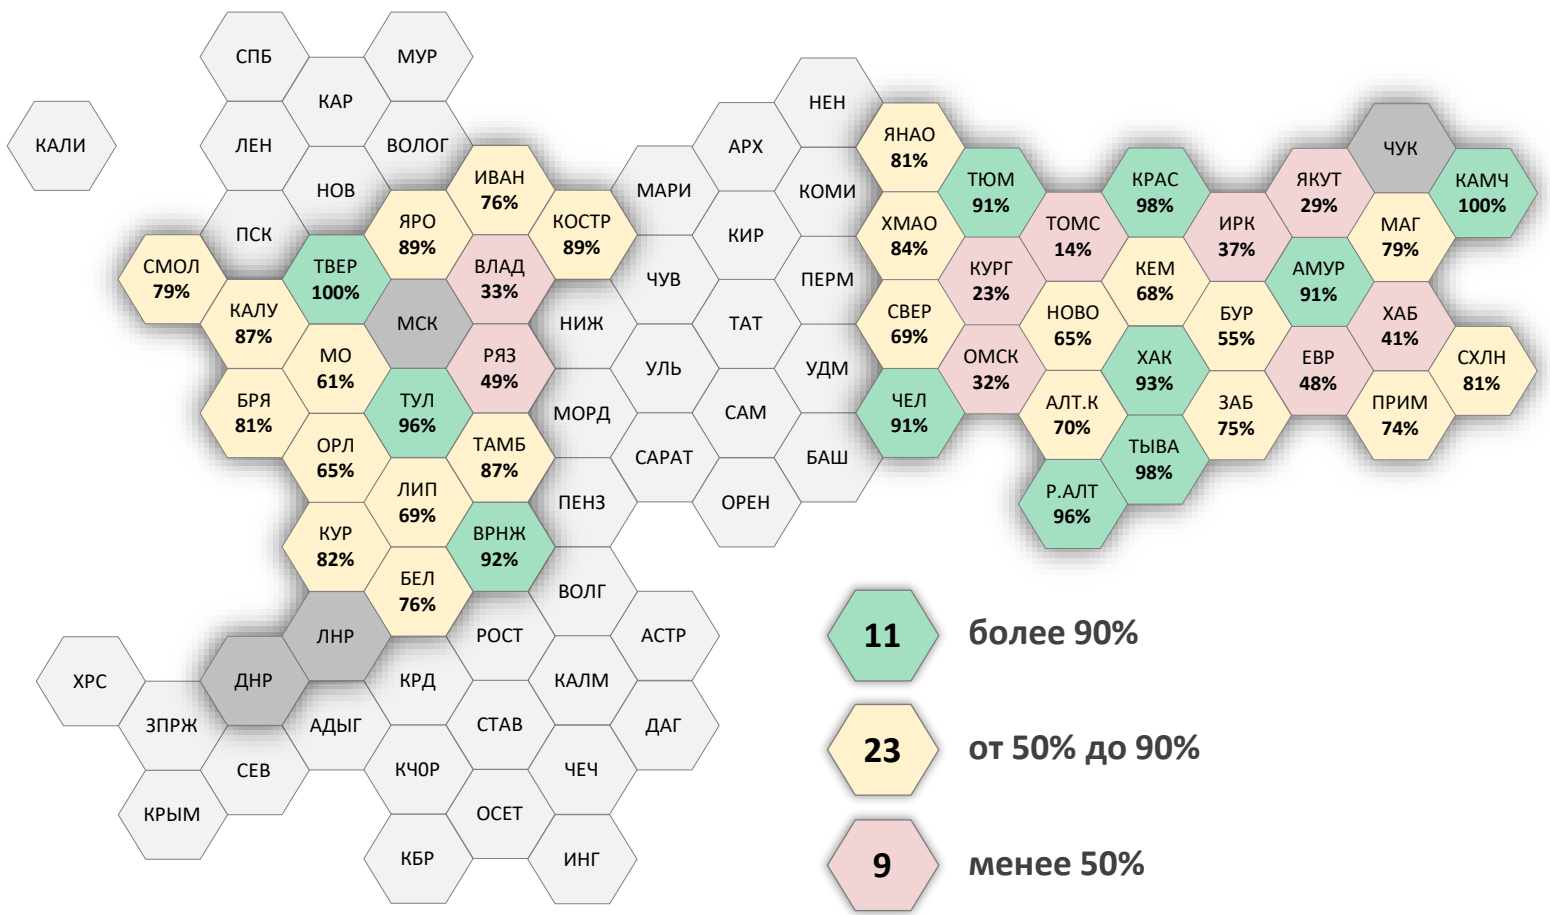 СПБ
МУР
КАР
НЕН
КАЛИ
ЛЕН
ВОЛОГ
АРХ
ЯНАО
81%
ЧУК
НОВ
ИВАН
76%
МАРИ
КОМИ
ТЮМ
91%
КРАС
98%
ЯКУТ
29%
КАМЧ
100%
ПСК
ЯРО
89%
КОСТР
89%
КИР
ХМАО
84%
ТОМС
14%
ИРК
37%
МАГ
79%
СМОЛ
79%
ТВЕР
100%
ВЛАД
33%
ЧУВ
ПЕРМ
КУРГ
23%
КЕМ
68%
АМУР
91%
КАЛУ
87%
МСК
НИЖ
ТАТ
СВЕР
69%
НОВО
65%
БУР
55%
ХАБ
41%
МО
61%
РЯЗ
49%
УЛЬ
УДМ
ОМСК
32%
ХАК
93%
ЕВР
48%
СХЛН
81%
БРЯ
81%
ТУЛ
96%
МОРД
САМ
ЧЕЛ
91%
АЛТ.К
70%
ЗАБ
75%
ПРИМ
74%
ОРЛ
65%
ТАМБ
87%
САРАТ
БАШ
ТЫВА
98%
ЛИП
69%
ПЕНЗ
ОРЕН
Р.АЛТ
96%
КУР
82%
ВРНЖ
92%
БЕЛ
76%
ВОЛГ
ЛНР
РОСТ
АСТР
11 более 90%
ХРС
ДНР
КРД
КАЛМ
ЗПРЖ
АДЫГ
СТАВ
ДАГ
23 от 50% до 90%
СЕВ
КЧОР
ЧЕЧ
КРЫМ
ОСЕТ
КБР
ИНГ
9 менее 50%